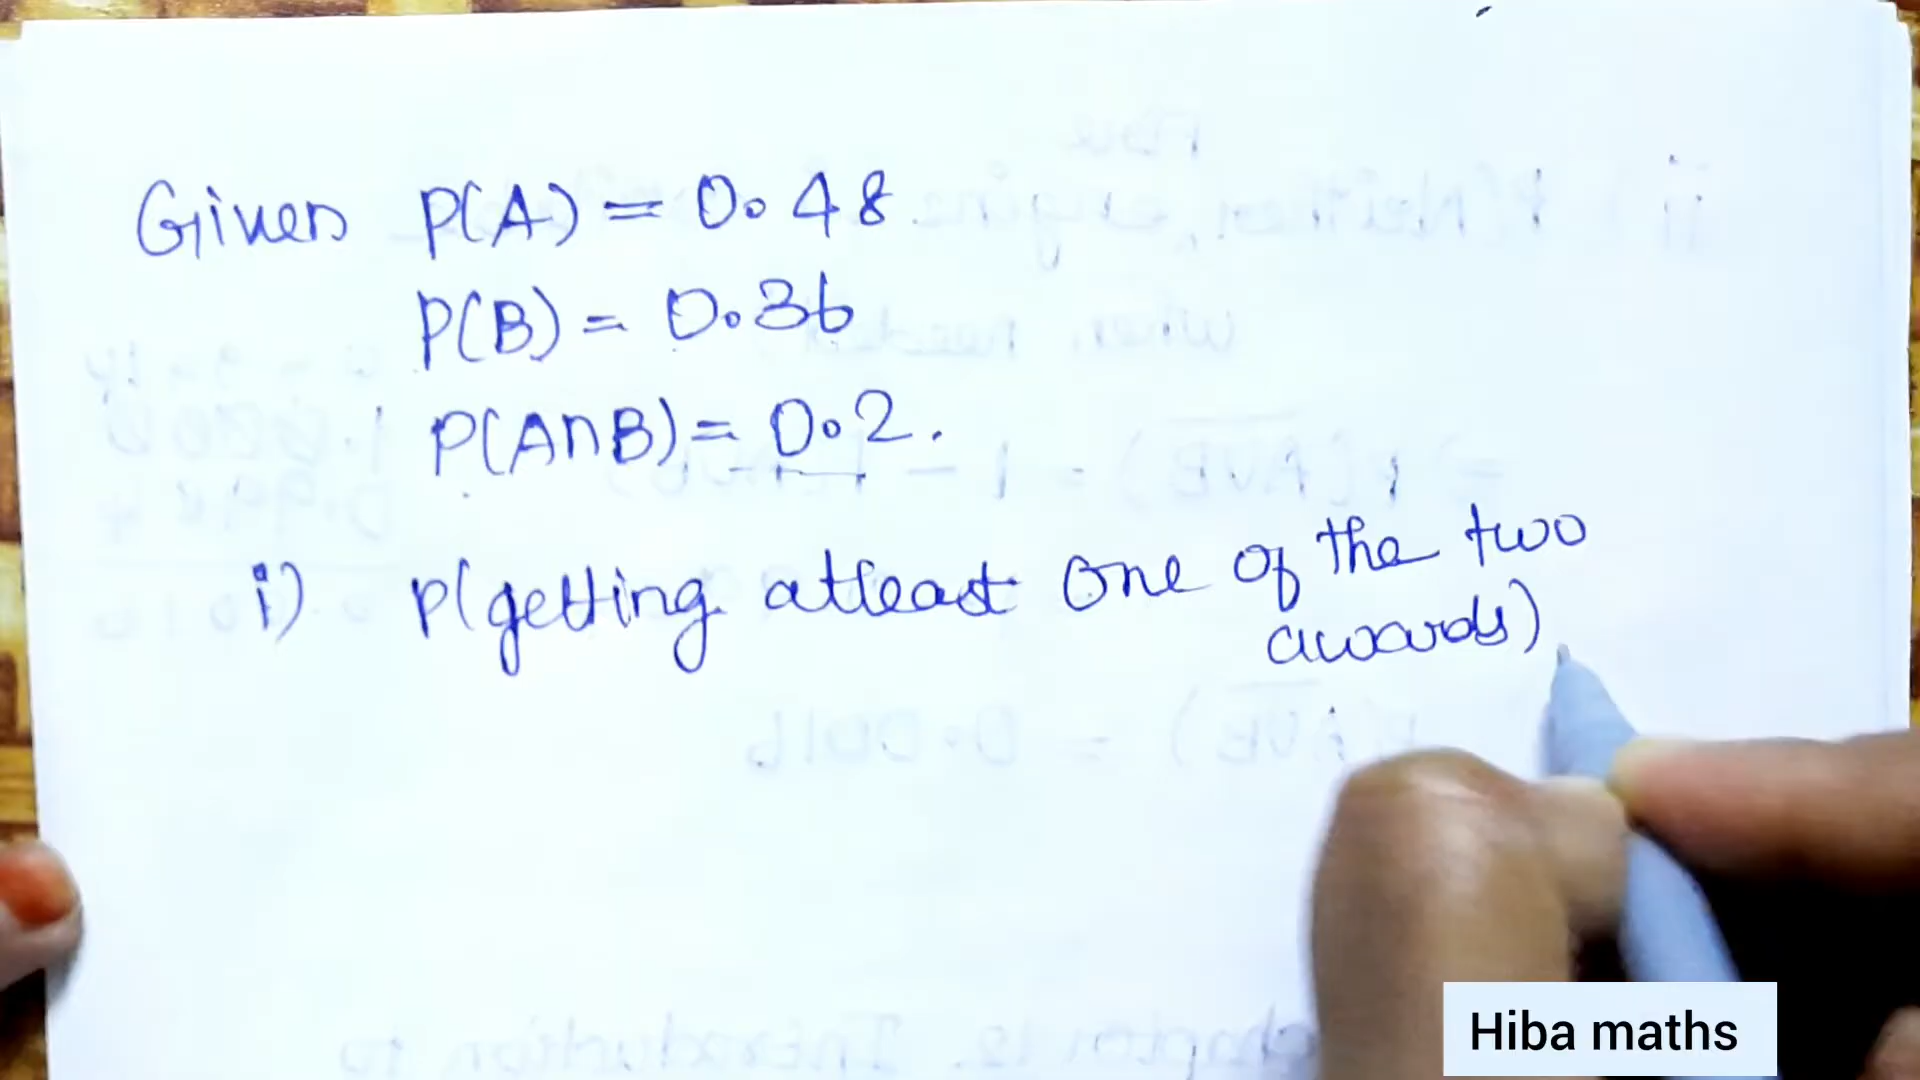 Given P(A) = 0.48
P(B) = 0.36
P(A∩B) = 0.2.
i) P(getting atleast one of the two
awards)
Hiba maths